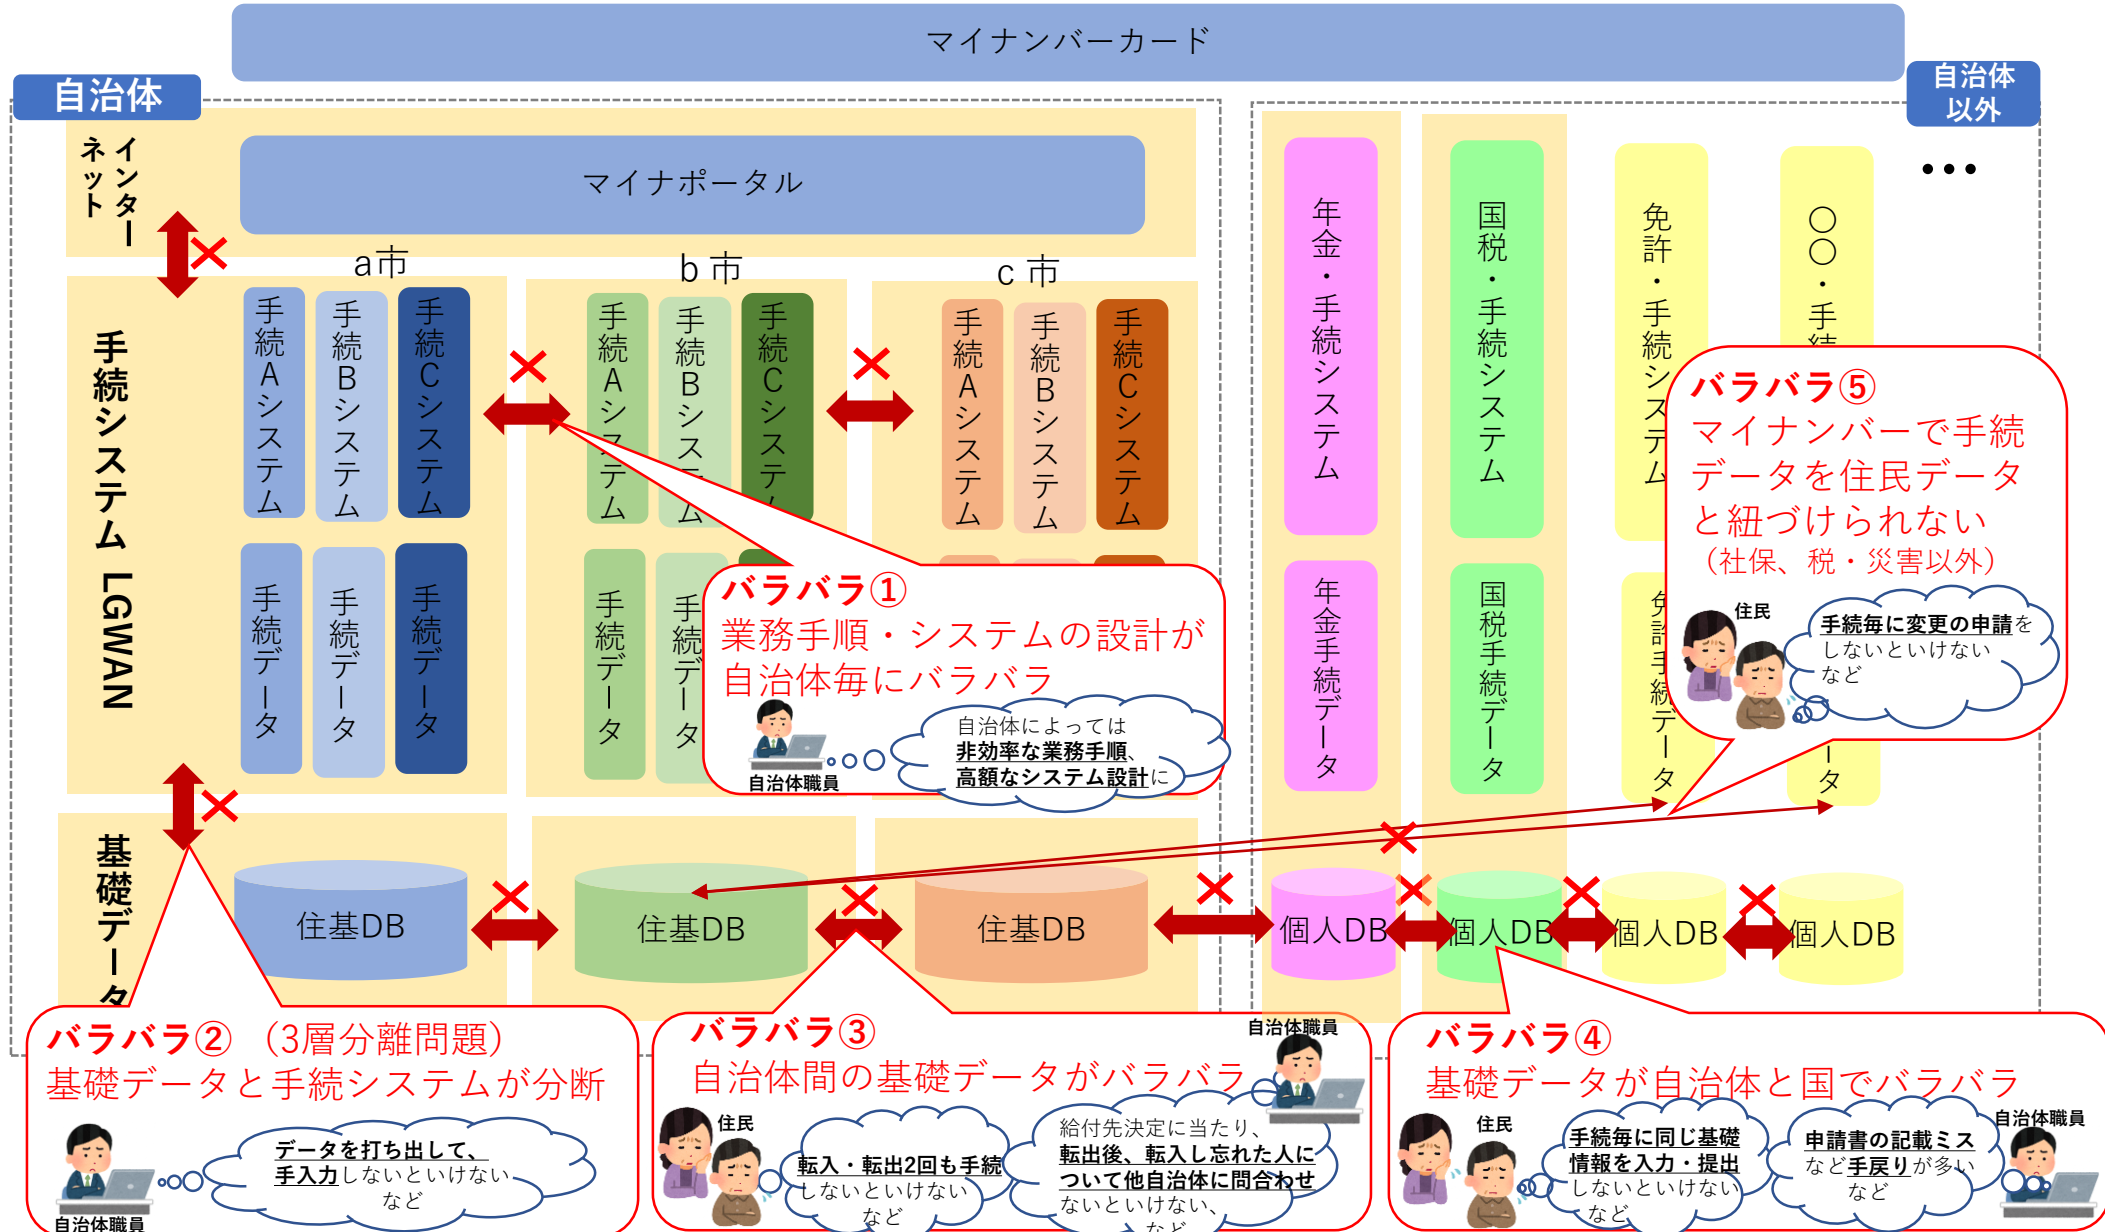 マイナンバーカード
自治体
自治体
以外
インター
ネット
マイナポータル
・・・
a市
b市
c市
手続システム LGWAN
手続Aシステム
手続Bシステム
手続Cシステム
手続Aシステム
手続Bシステム
手続Cシステム
手続Aシステム
手続Bシステム
手続Cシステム
年金・手続システム
国税・手続システム
免許・手続システム
〇〇・手続
手続データ
手続データ
手続データ
手続データ
手続データ
年金手続データ
国税手続データ
免許手続データ
ータ
バラバラ①
業務手順・システムの設計が
自治体毎にバラバラ
自治体職員
自治体によっては
非効率な業務手順、
高額なシステム設計に
バラバラ⑤
マイナンバーで手続
データを住民データ
と紐づけられない
（社保、税・災害以外）
住民
手続毎に変更の申請を
しないといけない
など
基礎データ
住基DB
住基DB
住基DB
個人DB
個人DB
個人DB
個人DB
バラバラ② （3層分離問題）
基礎データと手続システムが分断
自治体職員
データを打ち出して、
手入力しないといけない
など
バラバラ③
自治体間の基礎データがバラバラ
住民
転入・転出2回も手続
しないといけない
など
自治体職員
給付先決定に当たり、
転出後、転入し忘れた人に
ついて他自治体に問合わせ
ないといけない、
など
バラバラ④
基礎データが自治体と国でバラバラ
住民
手続毎に同じ基礎
情報を入力・提出
しないといけない
など
自治体職員
申請書の記載ミス
など手戻りが多い
など